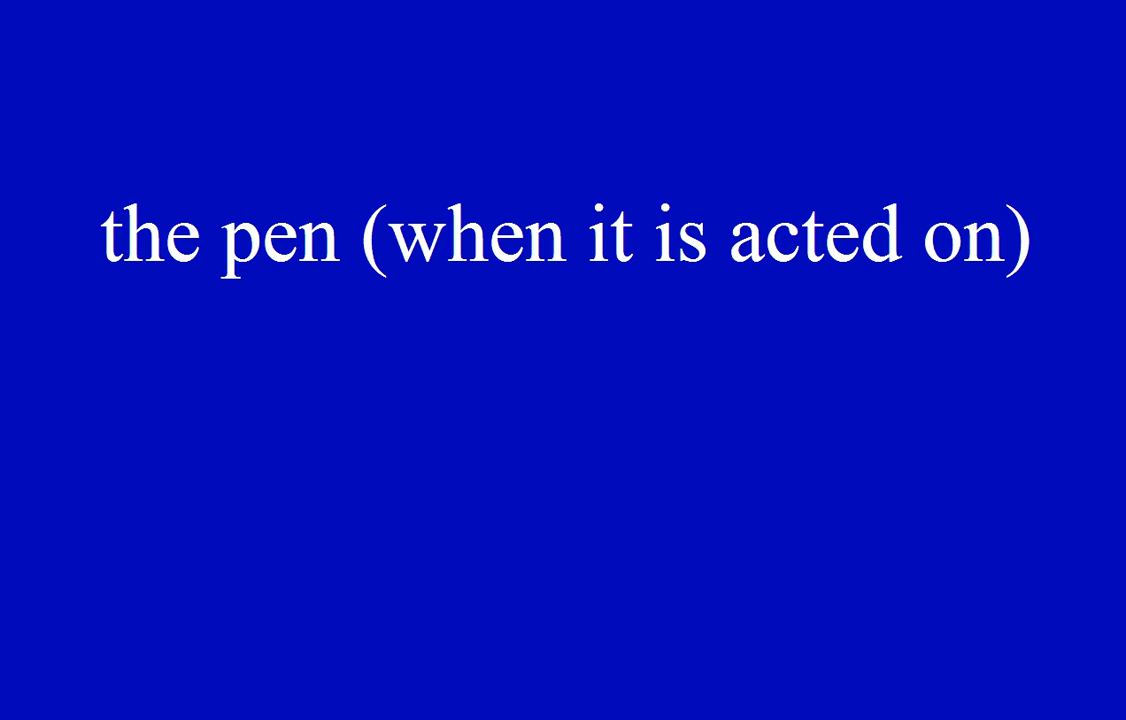 the pen (when it is acted on)